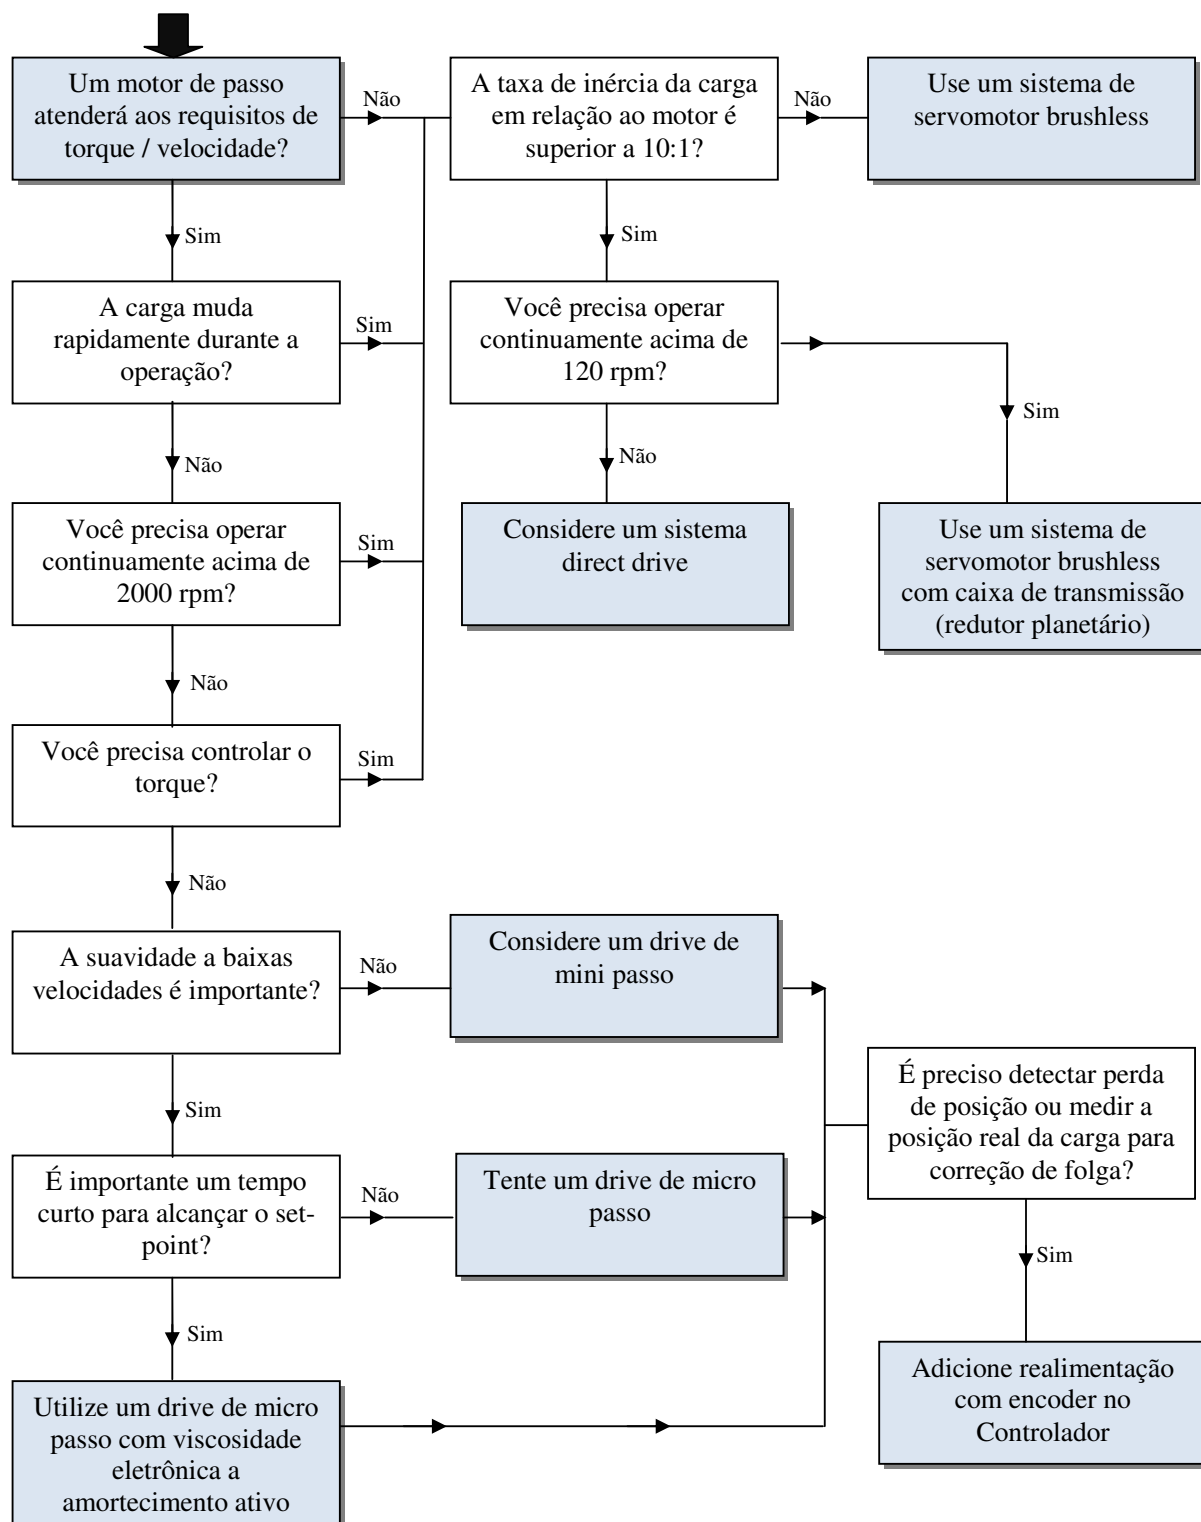 Um motor de passo
atenderá aos requisitos de
torque / velocidade?
Não
A taxa de inércia da carga
em relação ao motor é
superior a 10:1?
Não
Use um sistema de
servomotor brushless
Sim
Sim
A carga muda
rapidamente durante a
operação?
Sim
Você precisa operar
continuamente acima de
120 rpm?
Sim
Não
Não
Você precisa operar
continuamente acima de
2000 rpm?
Sim
Considere um sistema
direct drive
Use um sistema de
servomotor brushless
com caixa de transmissão
(redutor planetário)
Não
Você precisa controlar o
torque?
Sim
Não
A suavidade a baixas
velocidades é importante?
Não
Considere um drive de
mini passo
É preciso detectar perda
de posição ou medir a
posição real da carga para
correção de folga?
Sim
É importante um tempo
curto para alcançar o set-
point?
Não
Tente um drive de micro
passo
Sim
Sim
Utilize um drive de micro
passo com viscosidade
eletrônica a
amortecimento ativo
Adicione realimentação
com encoder no
Controlador